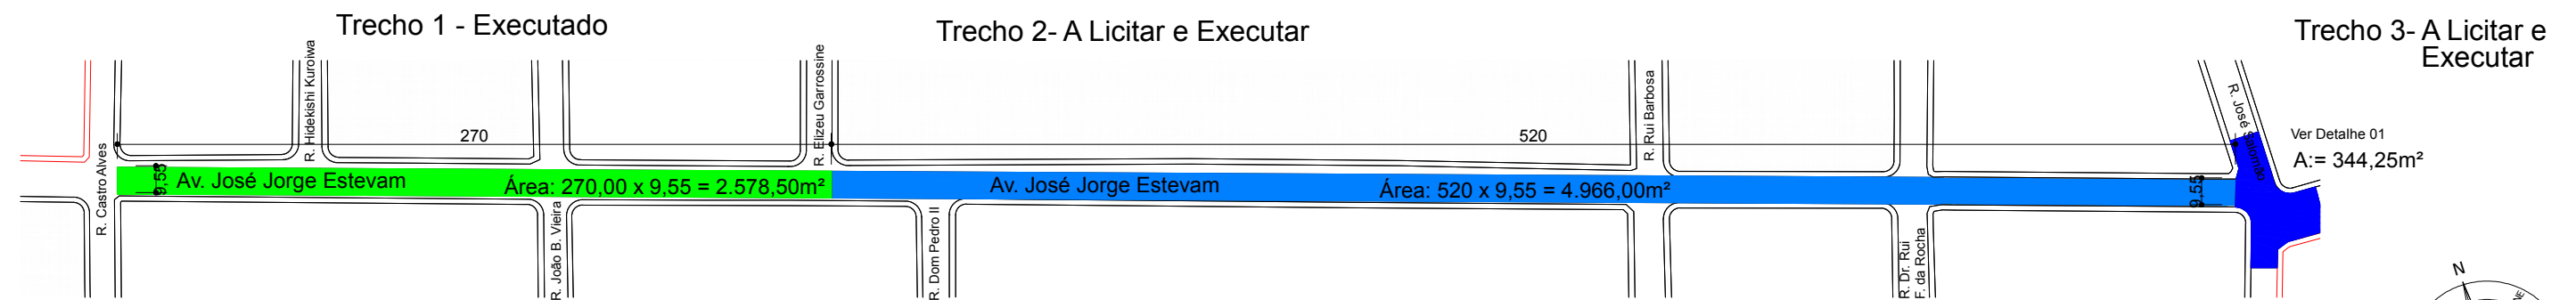 Trecho 1 - Executado
Trecho 2- A Licitar e Executar
Trecho 3- A Licitar e
Executar
R. Castro Alves
R. Hidekishi Kuroiwa
270
R. Elizeu Garrossine
520
R. Rui Barbosa
R. José Salomão
Ver Detalhe 01
A:= 344,25m²
9,55
Av. José Jorge Estevam
Área: 270,00 x 9,55 = 2.578,50m²
Av. José Jorge Estevam
Área: 520 x 9,55 = 4.966,00m²
9,55
R. João B. Vieira
R. Dom Pedro II
R. Dr. Rui
F. da Rocha
N
NE